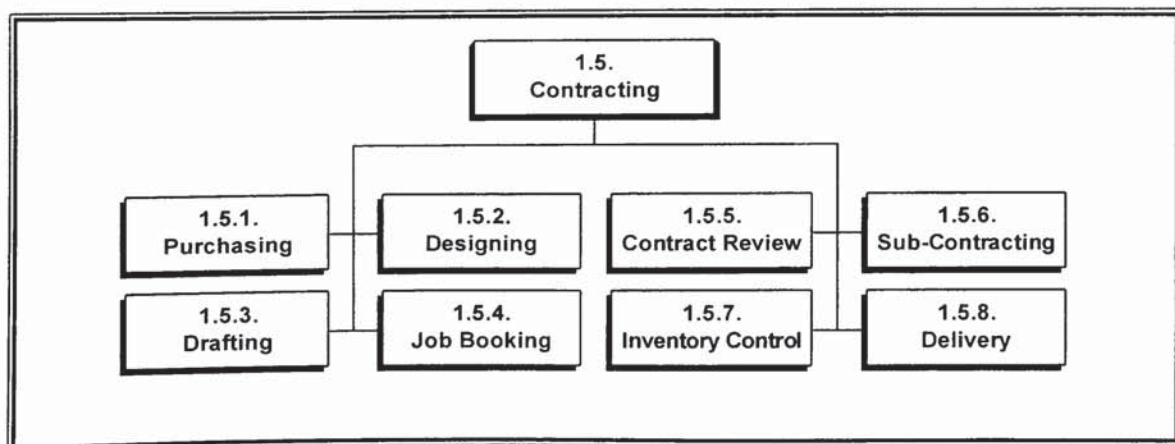 1.5.
Contracting
1.5.1.
Purchasing
1.5.2.
Designing
1.5.5.
Contract Review
1.5.6.
Sub-Contracting
1.5.3.
Drafting
1.5.4.
Job Booking
1.5.7.
Inventory Control
1.5.8.
Delivery